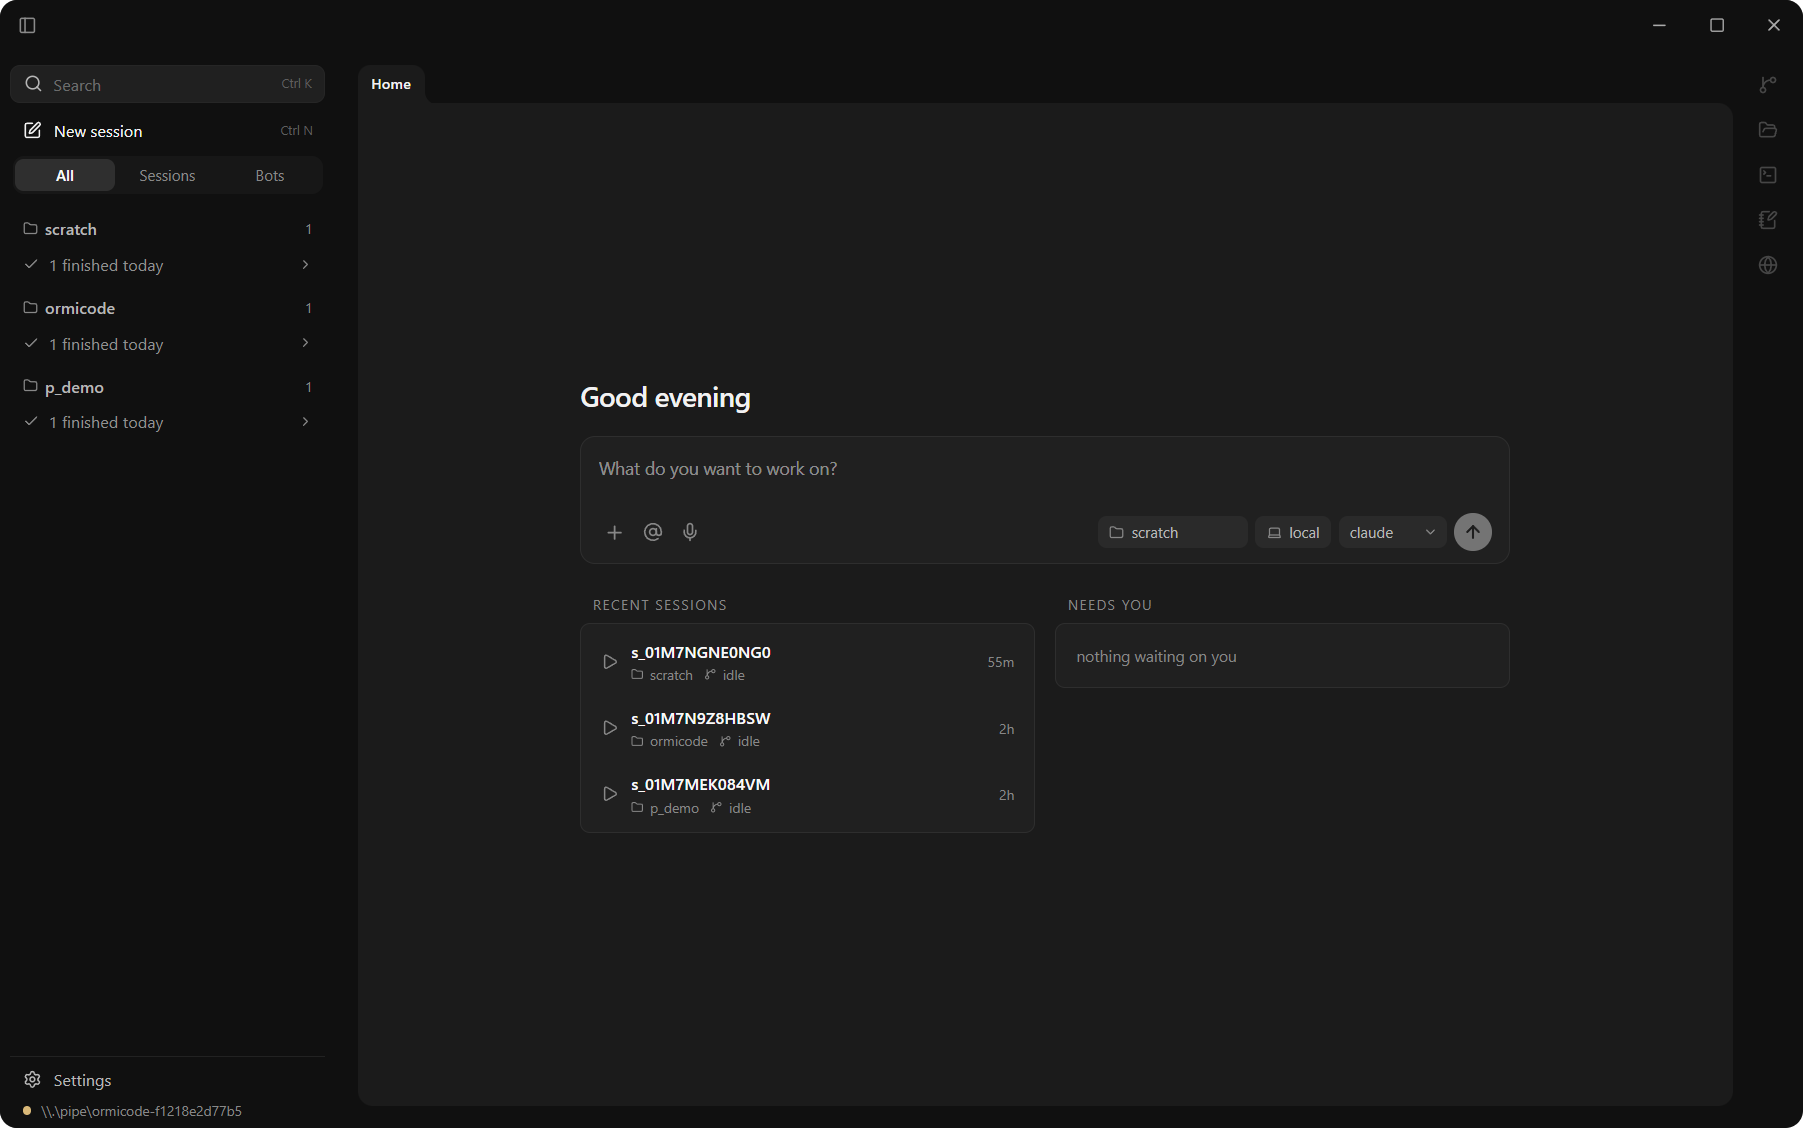 Search Ctrl K
New session Ctrl N
All Sessions Bots
scratch 1
1 finished today
ormicode 1
1 finished today
p_demo 1
1 finished today
Settings
\\.\pipe\ormicode-f1218e2d77b5
Home
Good evening
What do you want to work on?
scratch local claude
RECENT SESSIONS
s_01M7NGNE0NG0 55m
scratch idle
s_01M7N9Z8HBSW 2h
ormicode idle
s_01M7MEK084VM 2h
p_demo idle
NEEDS YOU
nothing waiting on you